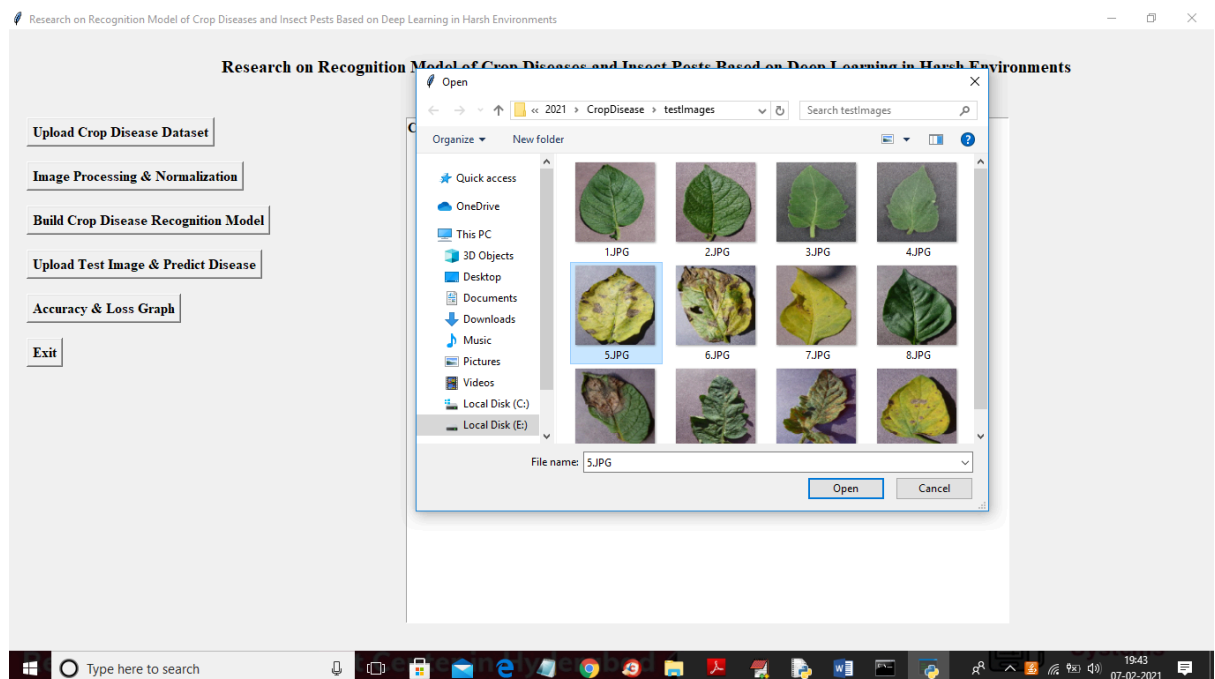 Research on Recognition Model of Crop Diseases and Insect Pests Based on Deep Learning in Harsh Environments
Research on Recognition Model of Crop Diseases and Insect Pests Based on Deep Learning in Harsh Environments
Upload Crop Disease Dataset
Image Processing & Normalization
Build Crop Disease Recognition Model
Upload Test Image & Predict Disease
Accuracy & Loss Graph
Exit
C
Open
« 2021 › CropDisease › testImages
Search testImages
Organize
New folder
Quick access
OneDrive
This PC
3D Objects
Desktop
Documents
Downloads
Music
Pictures
Videos
Local Disk (C:)
Local Disk (E:)
1.JPG
2.JPG
3.JPG
4.JPG
5.JPG
6.JPG
7.JPG
8.JPG
File name: 5.JPG
Open
Cancel
Type here to search
19:43
07-02-2021